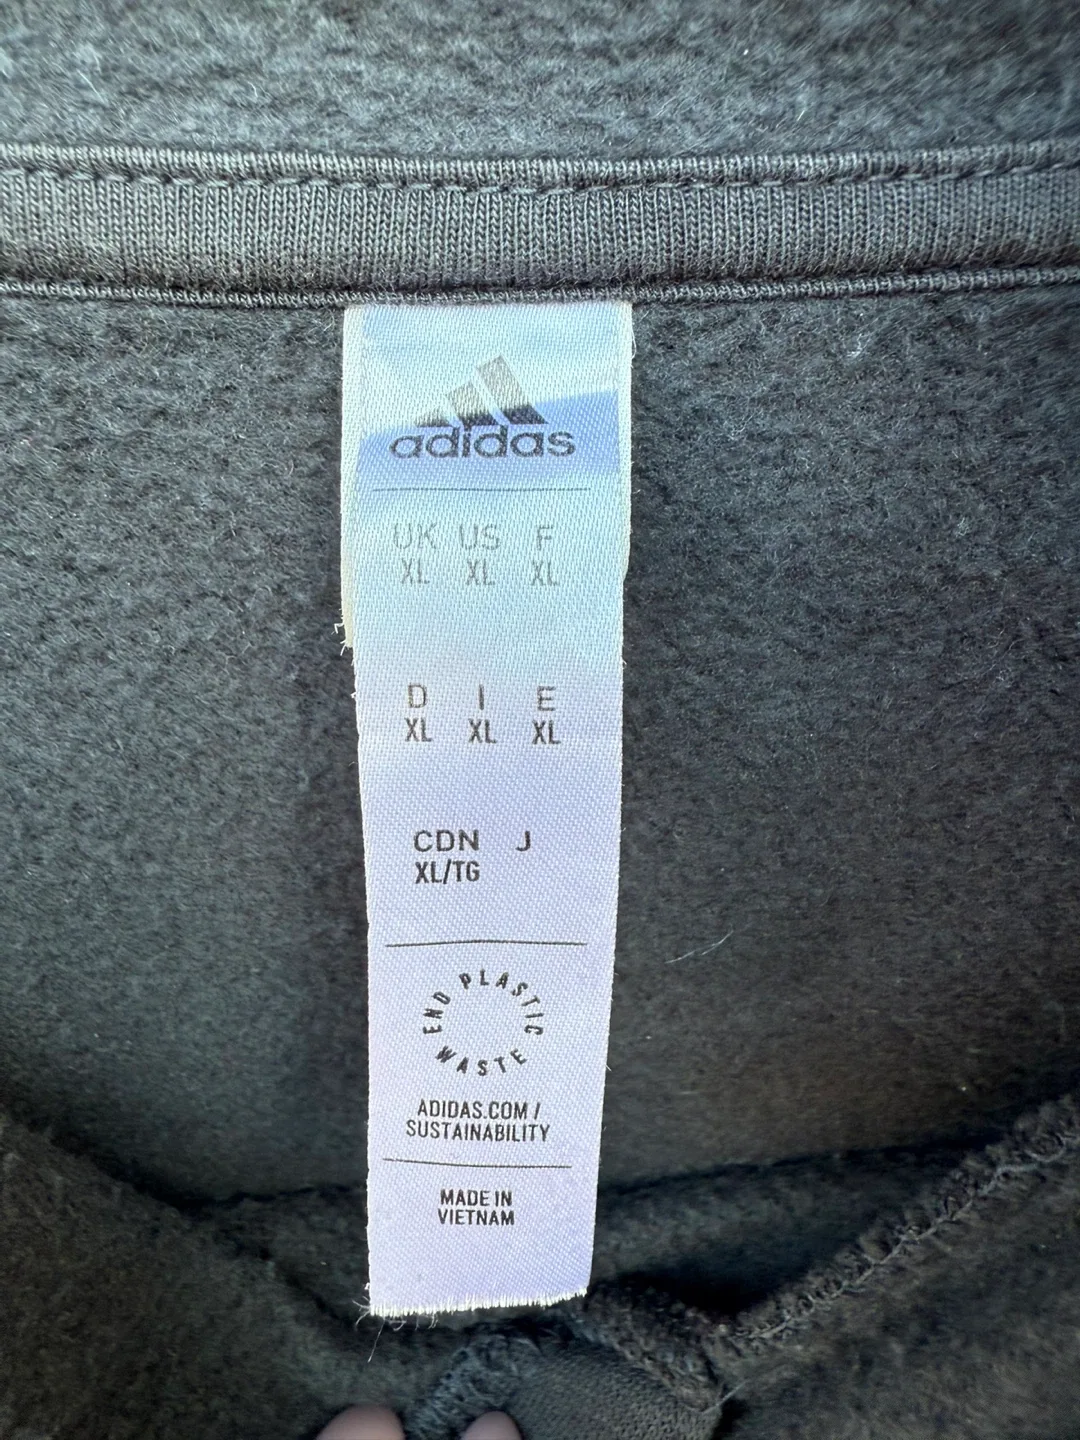 adidas
UK US F
XL XL XL
D I E
XL XL XL
CDN J
XL/TG
END PLASTIC WASTE
ADIDAS.COM /
SUSTAINABILITY
MADE IN
VIETNAM